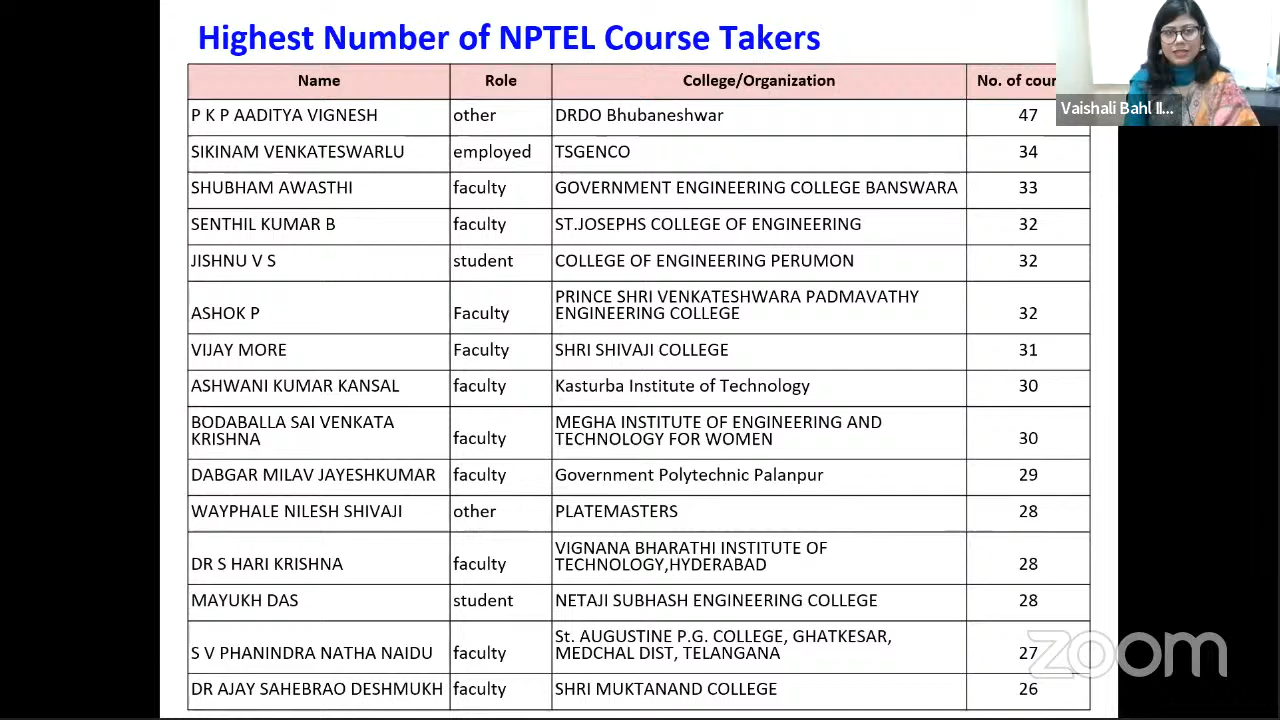 Highest Number of NPTEL Course Takers
Name Role College/Organization No. of cour
P K P AADITYA VIGNESH other DRDO Bhubaneshwar 47
Vaishali Bahl II...
SIKINAM VENKATESWARLU employed TSGENCO 34
SHUBHAM AWASTHI faculty GOVERNMENT ENGINEERING COLLEGE BANSWARA 33
SENTHIL KUMAR B faculty ST.JOSEPHS COLLEGE OF ENGINEERING 32
JISHNU V S student COLLEGE OF ENGINEERING PERUMON 32
PRINCE SHRI VENKATESHWARA PADMAVATHY
ASHOK P Faculty ENGINEERING COLLEGE 32
VIJAY MORE Faculty SHRI SHIVAJI COLLEGE 31
ASHWANI KUMAR KANSAL faculty Kasturba Institute of Technology 30
BODABALLA SAI VENKATA MEGHA INSTITUTE OF ENGINEERING AND
KRISHNA faculty TECHNOLOGY FOR WOMEN 30
DABGAR MILAV JAYESHKUMAR faculty Government Polytechnic Palanpur 29
WAYPHALE NILESH SHIVAJI other PLATEMASTERS 28
VIGNANA BHARATHI INSTITUTE OF
DR S HARI KRISHNA faculty TECHNOLOGY,HYDERABAD 28
MAYUKH DAS student NETAJI SUBHASH ENGINEERING COLLEGE 28
St. AUGUSTINE P.G. COLLEGE, GHATKESAR,
S V PHANINDRA NATHA NAIDU faculty MEDCHAL DIST, TELANGANA 27
zoom
DR AJAY SAHEBRAO DESHMUKH faculty SHRI MUKTANAND COLLEGE 26